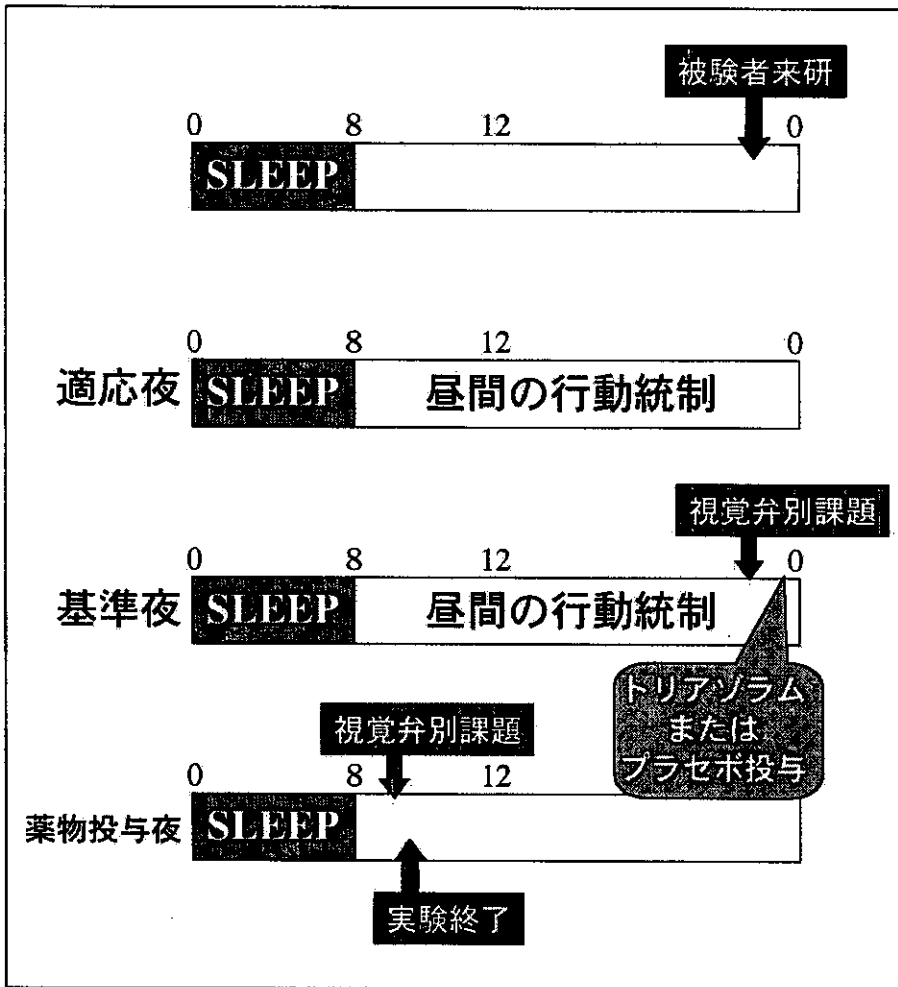 被験者来研
0 8 12 0
SLEEP
0 8 12 0
適応夜 SLEEP 昼間の行動統制
視覚弁別課題
0 8 12 0
基準夜 SLEEP 昼間の行動統制
トリアゾラム
または
プラセボ投与
視覚弁別課題
0 8 12
薬物投与夜 SLEEP
実験終了